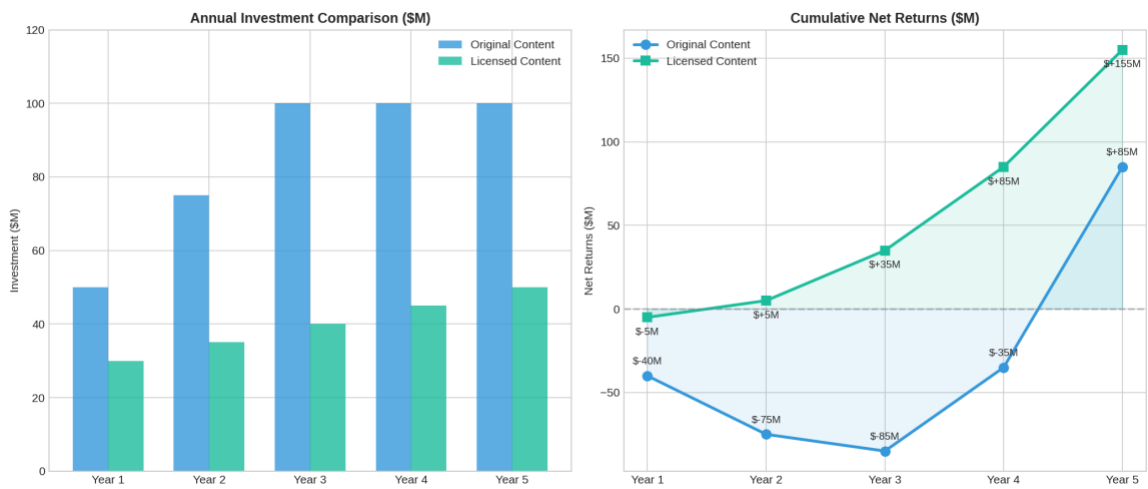 Annual Investment Comparison ($M)
120
100
80
60
40
20
0
Investment ($M)
Original Content
Licensed Content
Year 1
Year 2
Year 3
Year 4
Year 5
Cumulative Net Returns ($M)
150
100
50
0
−50
Net Returns ($M)
Original Content
Licensed Content
$+155M
$+85M
$+85M
$+35M
$+5M
$-5M
$-40M
$-75M
$-85M
$-35M
Year 1
Year 2
Year 3
Year 4
Year 5